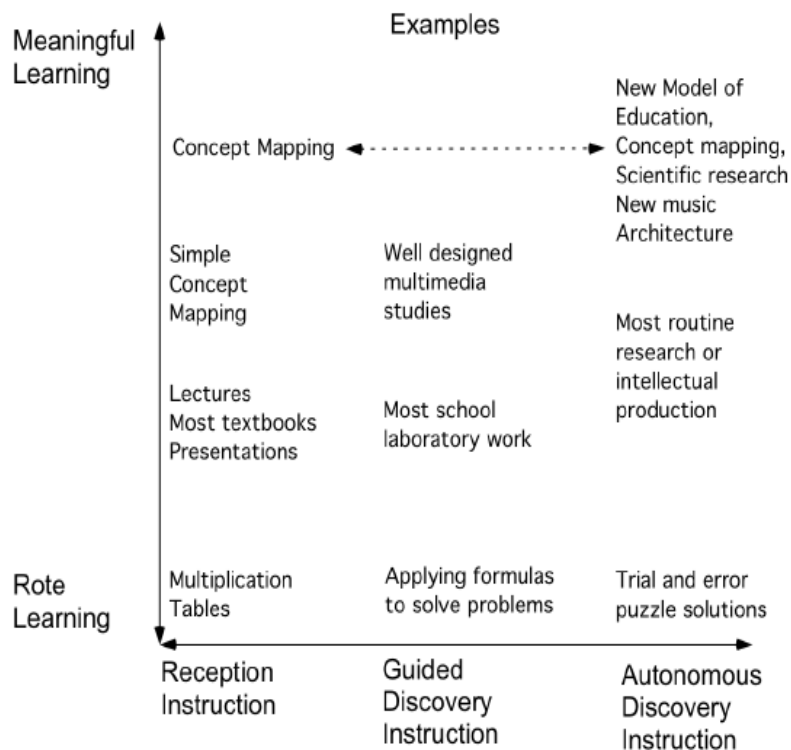 Examples
Meaningful
Learning
Concept Mapping
New Model of
Education,
Concept mapping,
Scientific research
New music
Architecture
Simple
Concept
Mapping
Well designed
multimedia
studies
Most routine
research or
intellectual
production
Lectures
Most textbooks
Presentations
Most school
laboratory work
Rote
Learning
Multiplication
Tables
Applying formulas
to solve problems
Trial and error
puzzle solutions
Reception
Instruction
Guided
Discovery
Instruction
Autonomous
Discovery
Instruction